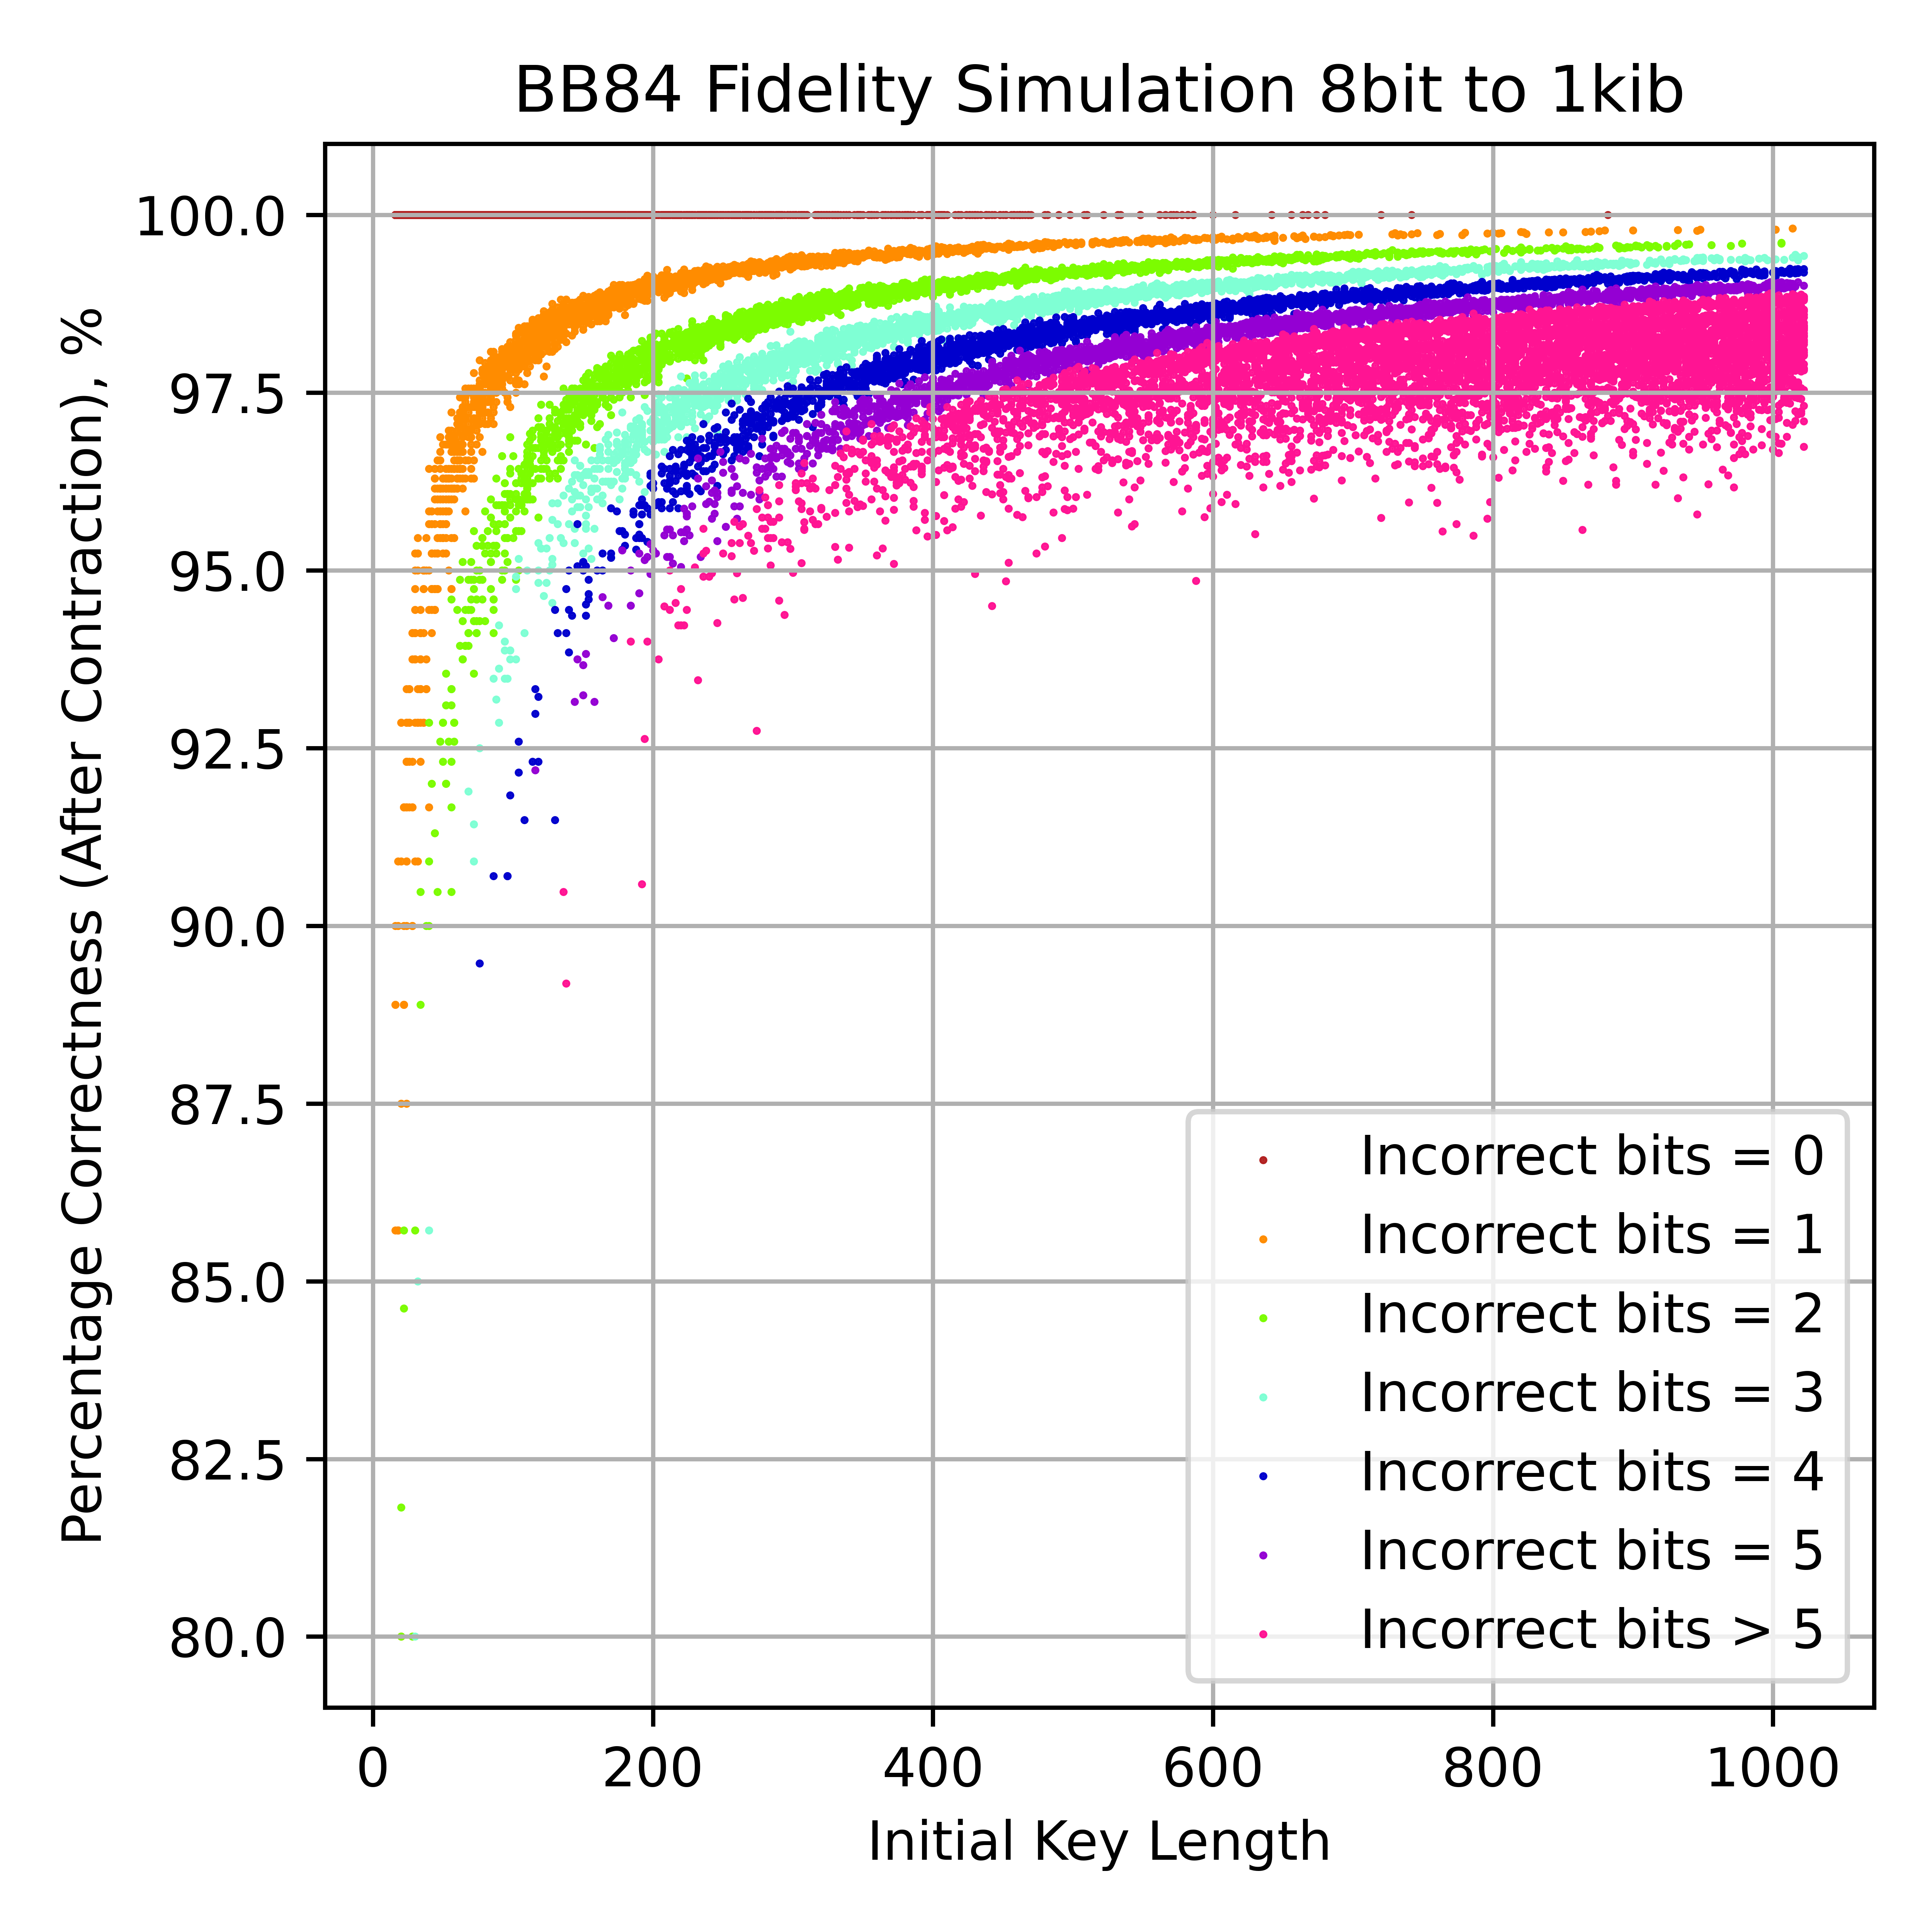 BB84 Fidelity Simulation 8bit to 1kib
Percentage Correctness (After Contraction), %
100.0
97.5
95.0
92.5
90.0
87.5
85.0
82.5
80.0
Incorrect bits = 0
Incorrect bits = 1
Incorrect bits = 2
Incorrect bits = 3
Incorrect bits = 4
Incorrect bits = 5
Incorrect bits > 5
0 200 400 600 800 1000
Initial Key Length